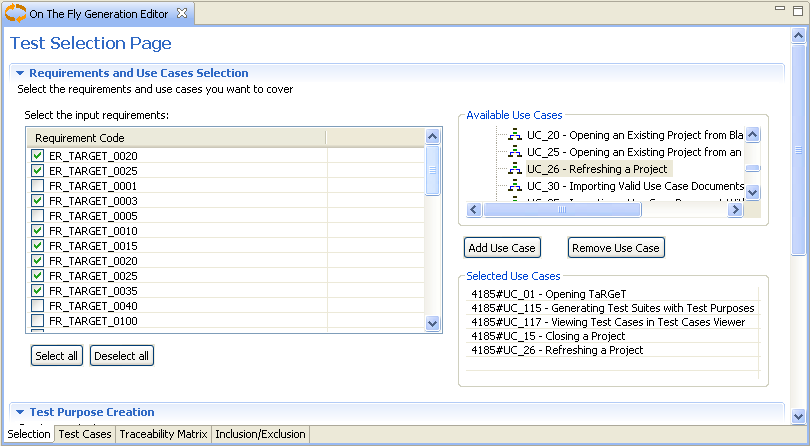 On The Fly Generation Editor
Test Selection Page
Requirements and Use Cases Selection
Select the requirements and use cases you want to cover
Select the input requirements:
Requirement Code
ER_TARGET_0020
ER_TARGET_0025
FR_TARGET_0001
FR_TARGET_0003
FR_TARGET_0005
FR_TARGET_0010
FR_TARGET_0015
FR_TARGET_0020
FR_TARGET_0025
FR_TARGET_0035
FR_TARGET_0040
FR_TARGET_0100
Select all Deselect all
Available Use Cases
UC_20 - Opening an Existing Project from Bla
UC_25 - Opening an Existing Project from an
UC_26 - Refreshing a Project
UC_30 - Importing Valid Use Case Documents
Add Use Case Remove Use Case
Selected Use Cases
4185#UC_01 - Opening TaRGeT
4185#UC_115 - Generating Test Suites with Test Purposes
4185#UC_117 - Viewing Test Cases in Test Cases Viewer
4185#UC_15 - Closing a Project
4185#UC_26 - Refreshing a Project
Test Purpose Creation
Selection Test Cases Traceability Matrix Inclusion/Exclusion